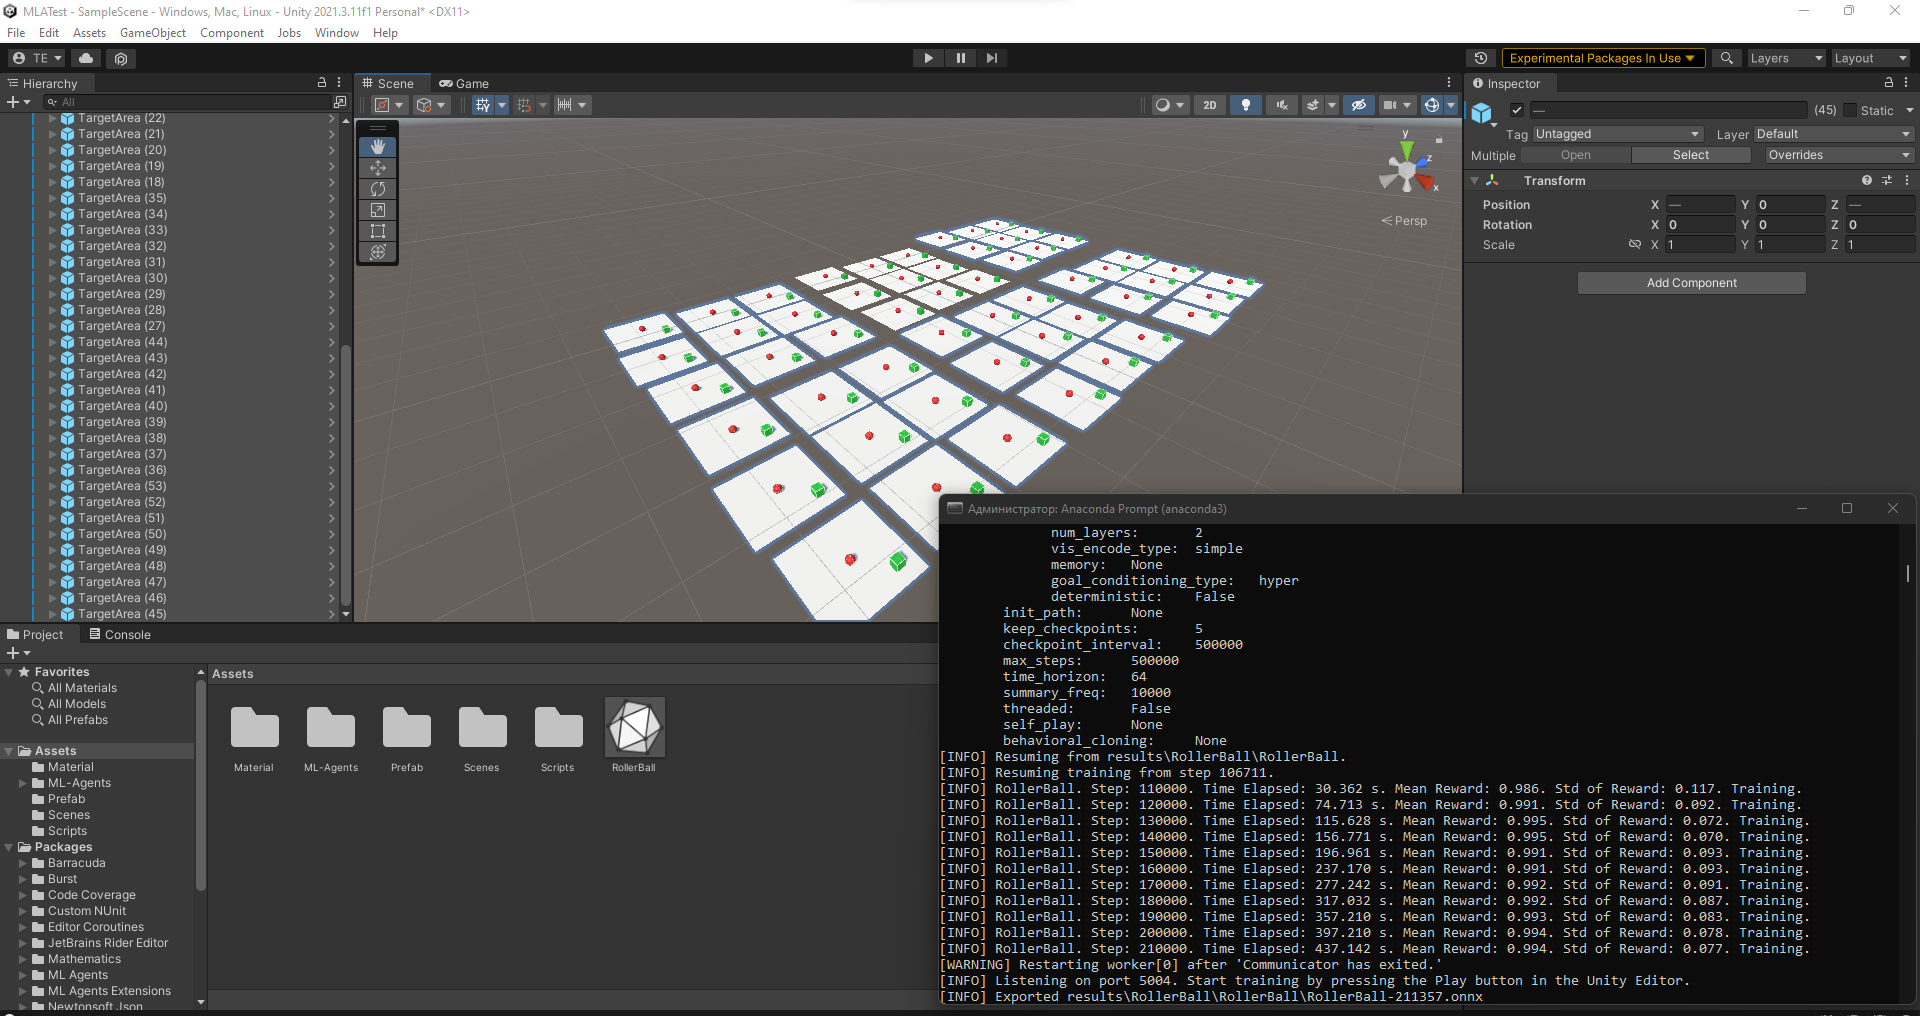 MLATest - SampleScene - Windows, Mac, Linux - Unity 2021.3.11f1 Personal* <DX11>
File Edit Assets GameObject Component Jobs Window Help
TE
Experimental Packages In Use
Layers
Layout
Hierarchy
Scene
Game
Inspector
All
2D
TargetArea (22)
TargetArea (21)
TargetArea (20)
TargetArea (19)
TargetArea (18)
TargetArea (35)
TargetArea (34)
TargetArea (33)
TargetArea (32)
TargetArea (31)
TargetArea (30)
TargetArea (29)
TargetArea (28)
TargetArea (27)
TargetArea (44)
TargetArea (43)
TargetArea (42)
TargetArea (41)
TargetArea (40)
TargetArea (39)
TargetArea (38)
TargetArea (37)
TargetArea (36)
TargetArea (53)
TargetArea (52)
TargetArea (51)
TargetArea (50)
TargetArea (49)
TargetArea (48)
TargetArea (47)
TargetArea (46)
TargetArea (45)
y
z
x
< Persp
— (45) Static
Tag Untagged Layer Default
Multiple Open Select Overrides
Transform
Position X — Y 0 Z —
Rotation X 0 Y 0 Z 0
Scale X 1 Y 1 Z 1
Add Component
Project
Console
Favorites
All Materials
All Models
All Prefabs
Assets
Material
ML-Agents
Prefab
Scenes
Scripts
Packages
Barracuda
Burst
Code Coverage
Custom NUnit
Editor Coroutines
JetBrains Rider Editor
Mathematics
ML Agents
ML Agents Extensions
Newtonsoft Json
Assets
Material
ML-Agents
Prefab
Scenes
Scripts
RollerBall
Администратор: Anaconda Prompt (anaconda3)
num_layers: 2
vis_encode_type: simple
memory: None
goal_conditioning_type: hyper
deterministic: False
init_path: None
keep_checkpoints: 5
checkpoint_interval: 500000
max_steps: 500000
time_horizon: 64
summary_freq: 10000
threaded: False
self_play: None
behavioral_cloning: None
[INFO] Resuming from results\RollerBall\RollerBall.
[INFO] Resuming training from step 106711.
[INFO] RollerBall. Step: 110000. Time Elapsed: 30.362 s. Mean Reward: 0.986. Std of Reward: 0.117. Training.
[INFO] RollerBall. Step: 120000. Time Elapsed: 74.713 s. Mean Reward: 0.991. Std of Reward: 0.092. Training.
[INFO] RollerBall. Step: 130000. Time Elapsed: 115.628 s. Mean Reward: 0.995. Std of Reward: 0.072. Training.
[INFO] RollerBall. Step: 140000. Time Elapsed: 156.771 s. Mean Reward: 0.995. Std of Reward: 0.070. Training.
[INFO] RollerBall. Step: 150000. Time Elapsed: 196.961 s. Mean Reward: 0.991. Std of Reward: 0.093. Training.
[INFO] RollerBall. Step: 160000. Time Elapsed: 237.170 s. Mean Reward: 0.991. Std of Reward: 0.093. Training.
[INFO] RollerBall. Step: 170000. Time Elapsed: 277.242 s. Mean Reward: 0.992. Std of Reward: 0.091. Training.
[INFO] RollerBall. Step: 180000. Time Elapsed: 317.032 s. Mean Reward: 0.992. Std of Reward: 0.087. Training.
[INFO] RollerBall. Step: 190000. Time Elapsed: 357.210 s. Mean Reward: 0.993. Std of Reward: 0.083. Training.
[INFO] RollerBall. Step: 200000. Time Elapsed: 397.210 s. Mean Reward: 0.994. Std of Reward: 0.078. Training.
[INFO] RollerBall. Step: 210000. Time Elapsed: 437.142 s. Mean Reward: 0.994. Std of Reward: 0.077. Training.
[WARNING] Restarting worker[0] after 'Communicator has exited.'
[INFO] Listening on port 5004. Start training by pressing the Play button in the Unity Editor.
[INFO] Exported results\RollerBall\RollerBall\RollerBall-211357.onnx